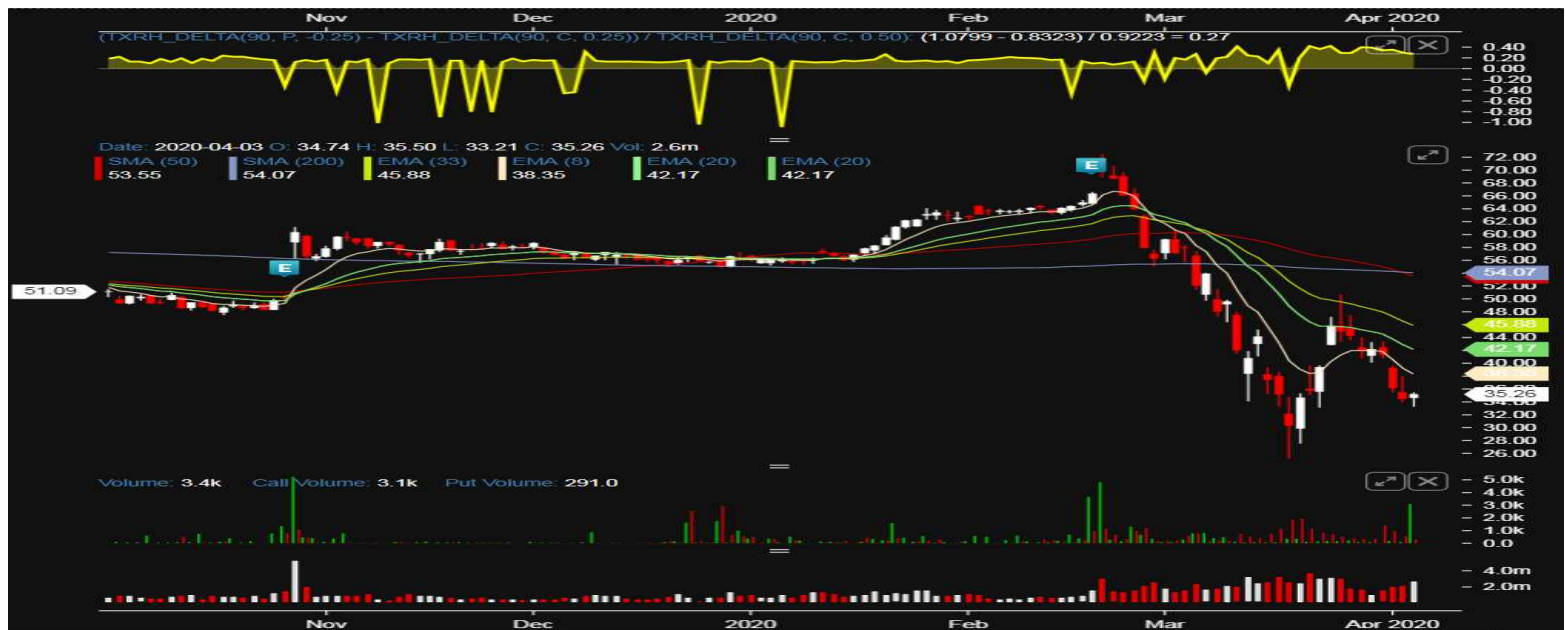 Nov Dec 2020 Feb Mar Apr 2020
(TXRH_DELTA(90, P, -0.25) - TXRH_DELTA(90, C, 0.25)) / TXRH_DELTA(90, C, 0.50): (1.0799 - 0.8323) / 0.9223 = 0.27
0.40
0.20
0.00
-0.20
-0.40
-0.60
-0.80
-1.00
Date: 2020-04-03 O: 34.74 H: 35.50 L: 33.21 C: 35.26 Vol: 2.6m
SMA (50) SMA (200) EMA (33) EMA (8) EMA (20) EMA (20)
53.55 54.07 45.88 38.35 42.17 42.17
E
E
72.00
70.00
68.00
66.00
64.00
62.00
60.00
58.00
56.00
54.07
52.00
51.09
50.00
48.00
45.88
44.00
42.17
40.00
38.35
35.26
34.00
32.00
30.00
28.00
26.00
Volume: 3.4k Call Volume: 3.1k Put Volume: 291.0
5.0k
4.0k
3.0k
2.0k
1.0k
0.0
4.0m
2.0m
Nov Dec 2020 Feb Mar Apr 2020